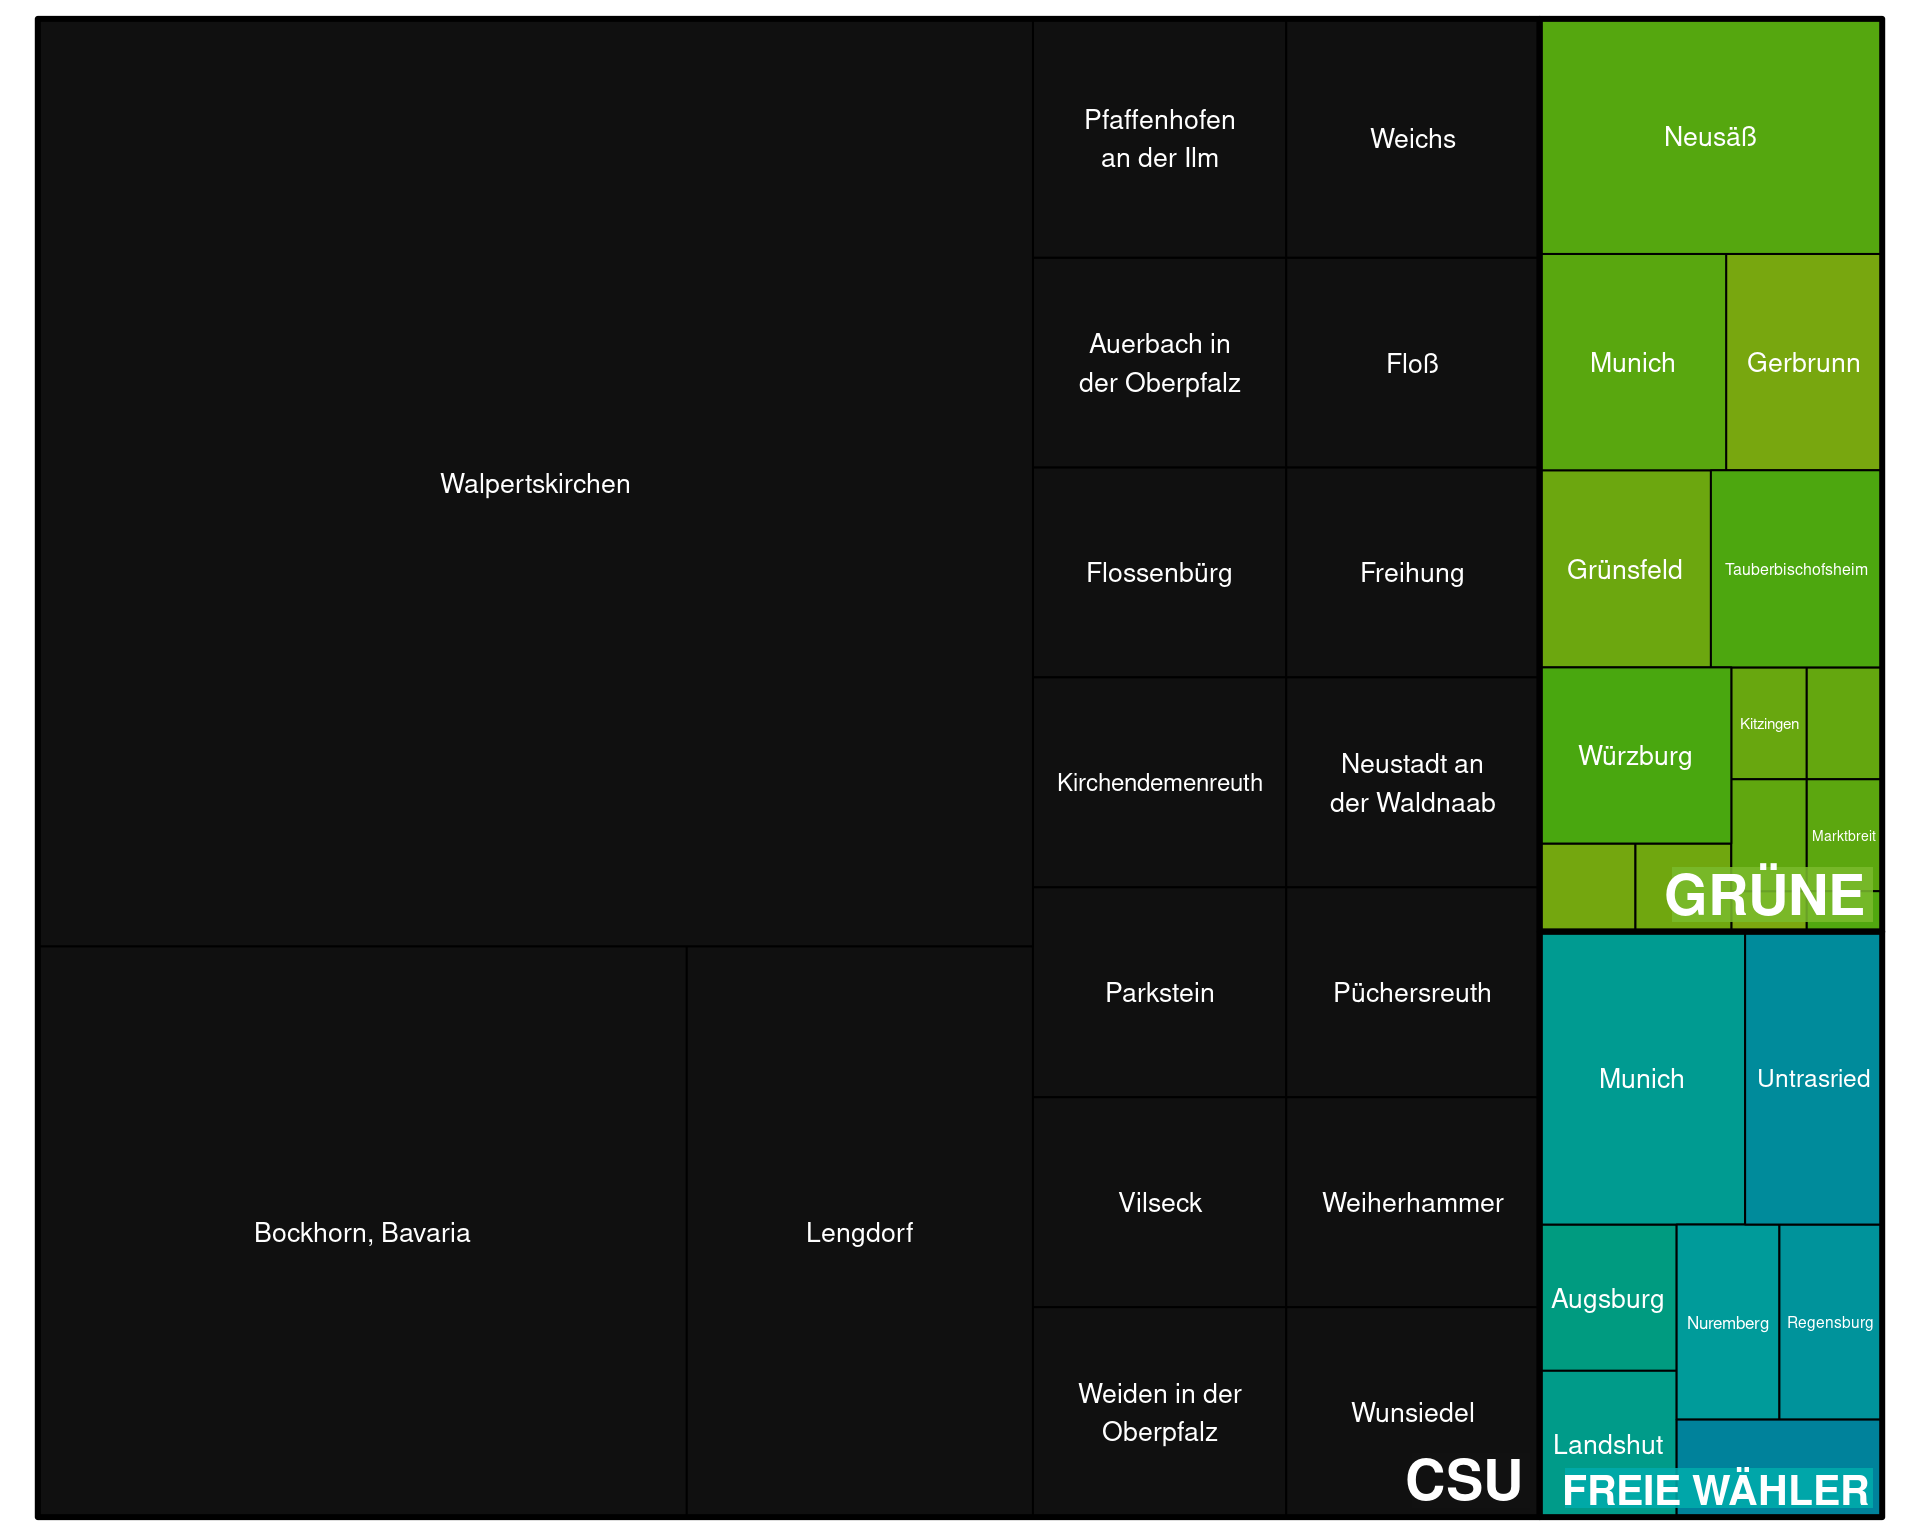 Walpertskirchen
Bockhorn, Bavaria
Lengdorf
Pfaffenhofen
an der Ilm
Weichs
Auerbach in
der Oberpfalz
Floß
Flossenbürg
Freihung
Kirchendemenreuth
Neustadt an
der Waldnaab
Parkstein
Püchersreuth
Vilseck
Weiherhammer
Weiden in der
Oberpfalz
Wunsiedel
CSU
Neusäß
Munich
Gerbrunn
Grünsfeld
Tauberbischofsheim
Würzburg
Kitzingen
Marktbreit
GRÜNE
Munich
Untrasried
Augsburg
Nuremberg
Regensburg
Landshut
FREIE WÄHLER